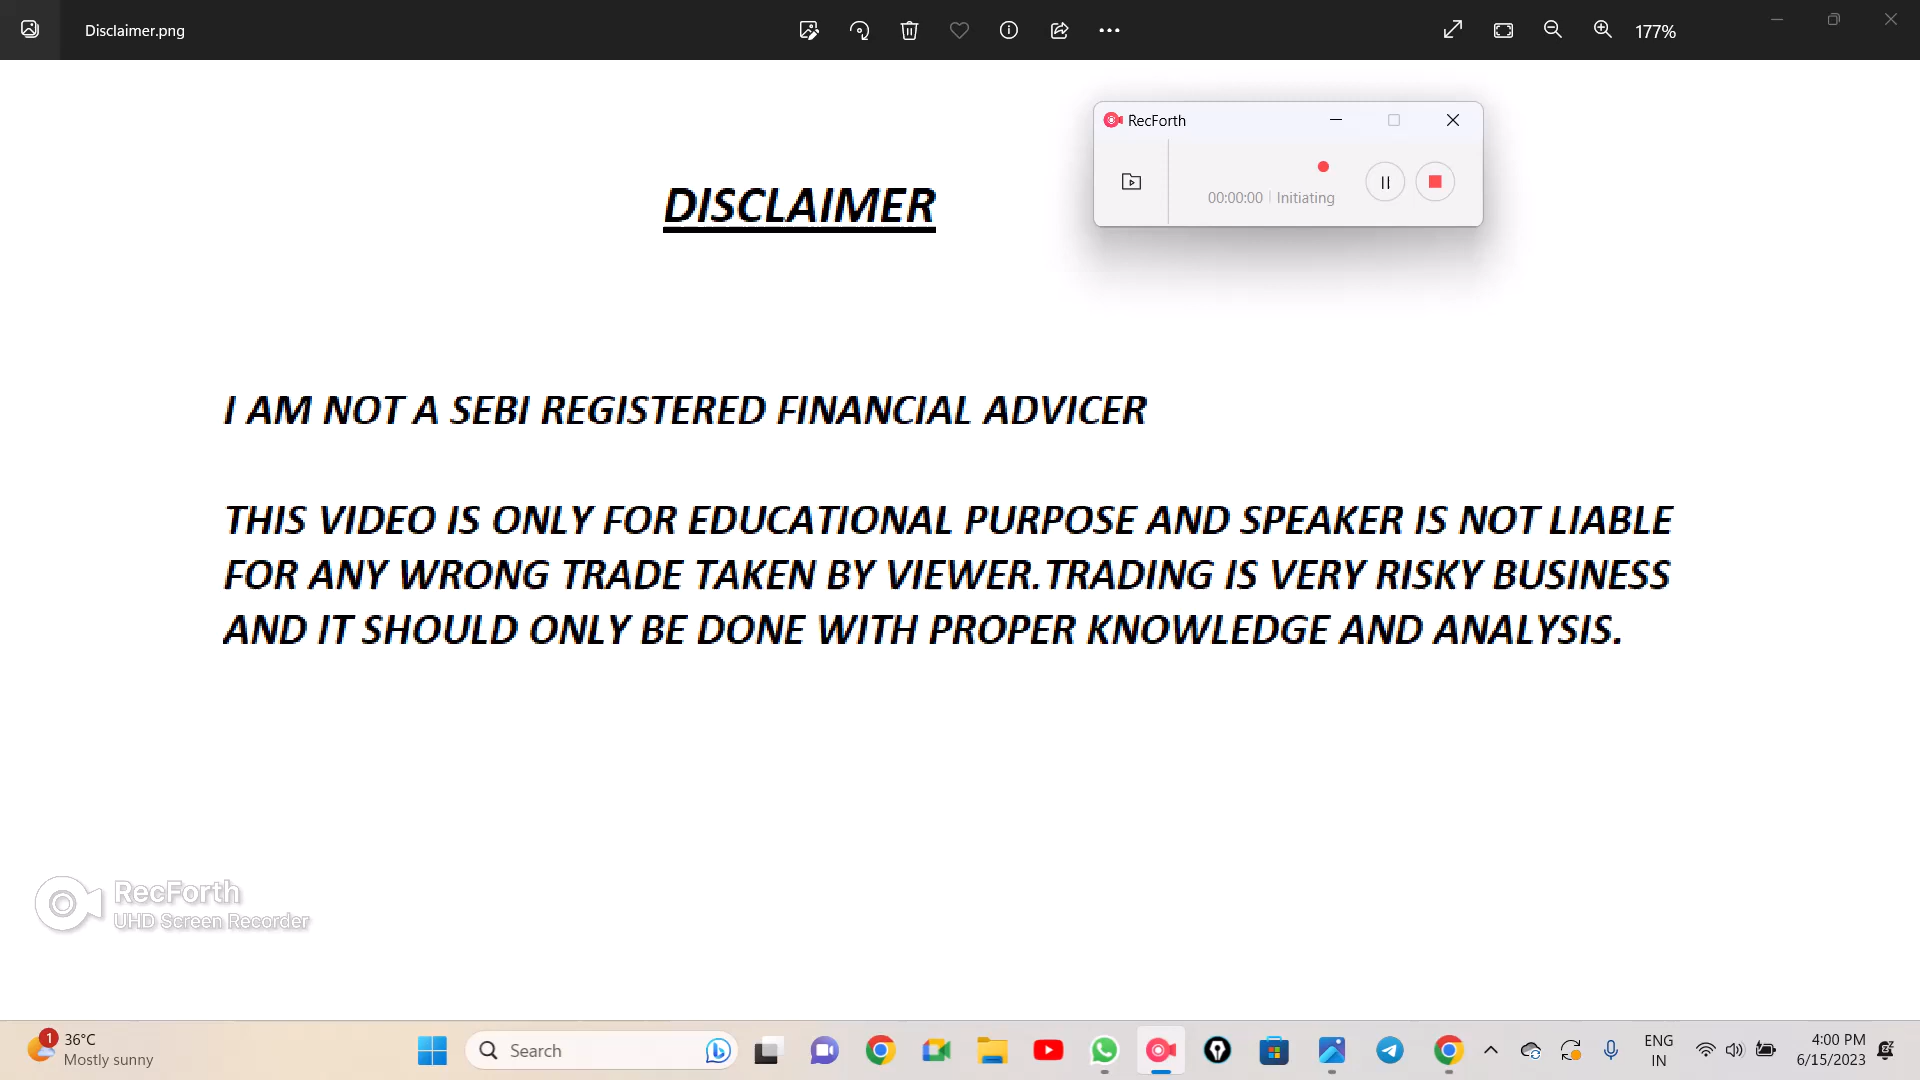 Disclaimer.png
177%
RecForth
00:00:00 | Initiating
DISCLAIMER
I AM NOT A SEBI REGISTERED FINANCIAL ADVICER
THIS VIDEO IS ONLY FOR EDUCATIONAL PURPOSE AND SPEAKER IS NOT LIABLE
FOR ANY WRONG TRADE TAKEN BY VIEWER.TRADING IS VERY RISKY BUSINESS
AND IT SHOULD ONLY BE DONE WITH PROPER KNOWLEDGE AND ANALYSIS.
RecForth
UHD Screen Recorder
1
36°C
Mostly sunny
Search
ENG
IN
4:00 PM
6/15/2023